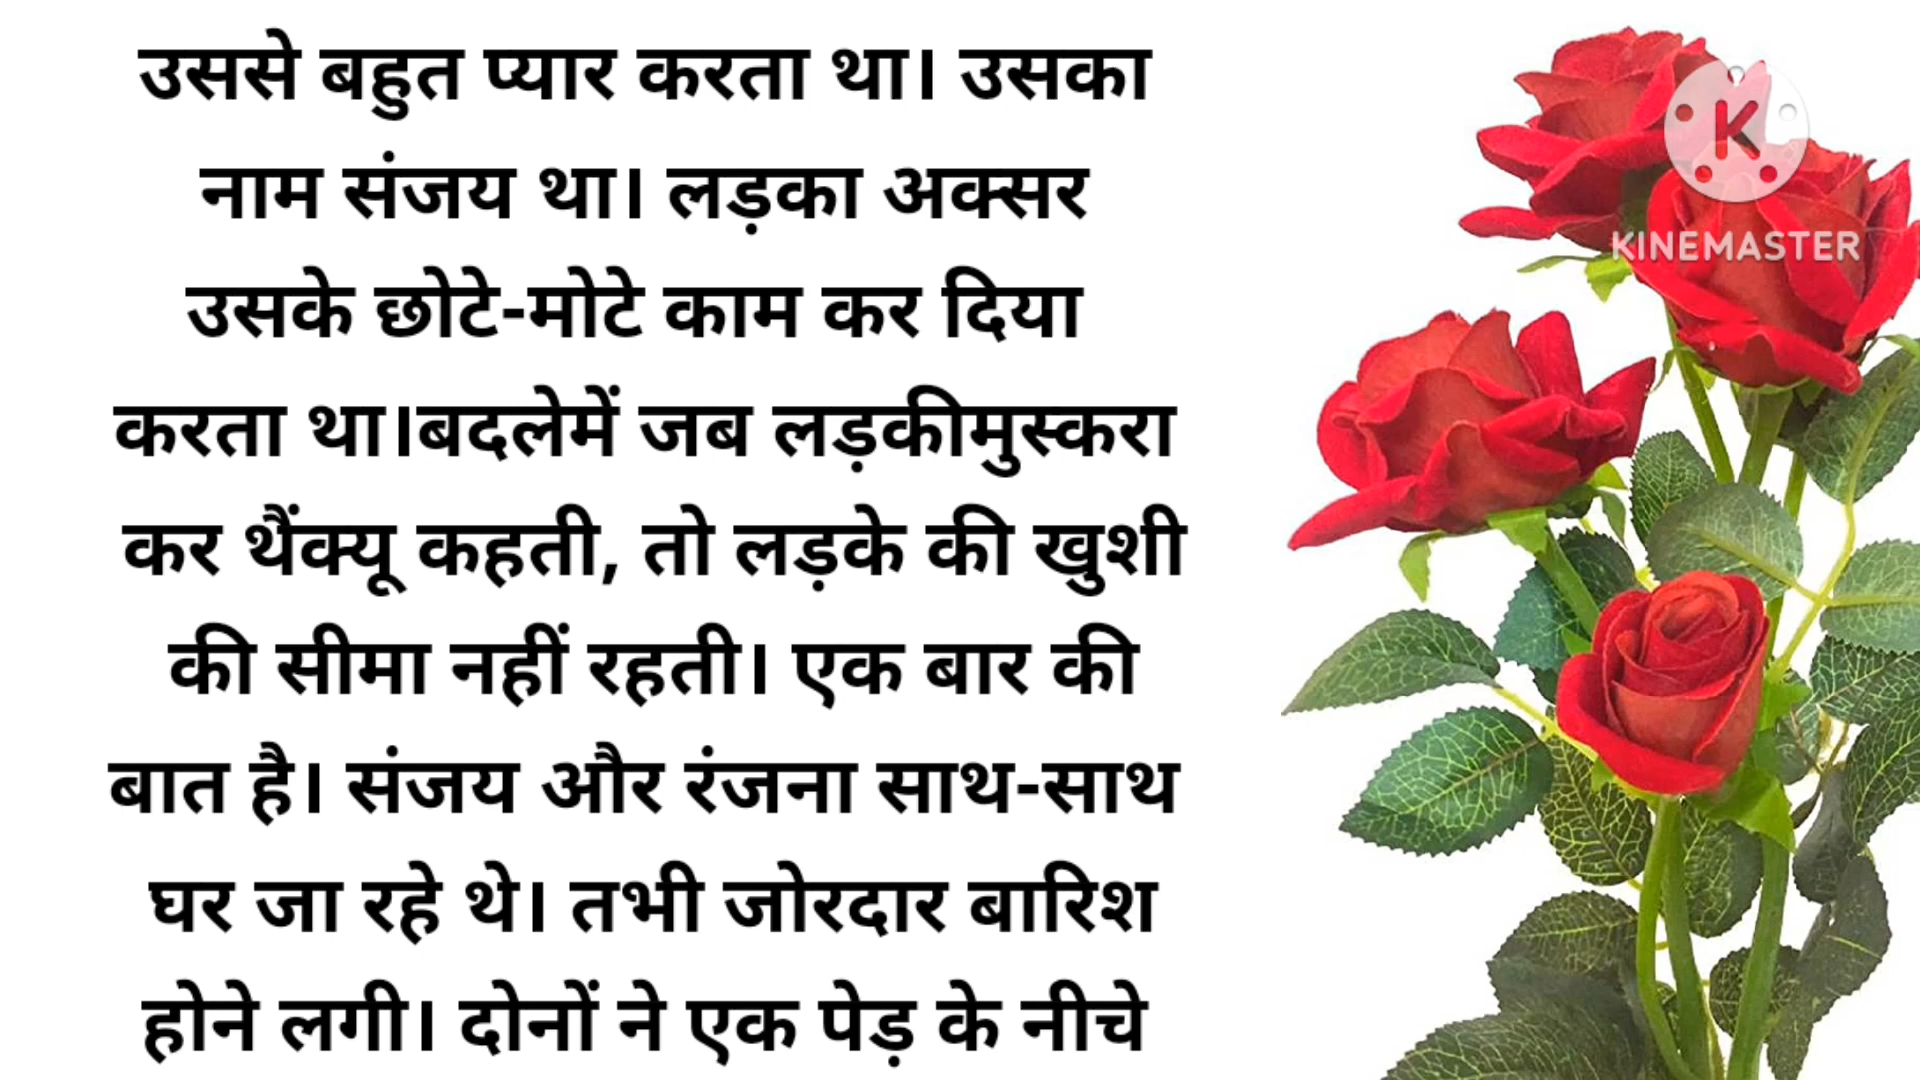 उससे बहुत प्यार करता था। उसका
नाम संजय था। लड़का अक्सर
उसके छोटे-मोटे काम कर दिया
करता था।बदलेमें जब लड़कीमुस्करा
कर थैंक्यू कहती, तो लड़के की खुशी
की सीमा नहीं रहती। एक बार की
बात है। संजय और रंजना साथ-साथ
घर जा रहे थे। तभी जोरदार बारिश
होने लगी। दोनों ने एक पेड़ के नीचे
K
KINEMASTER